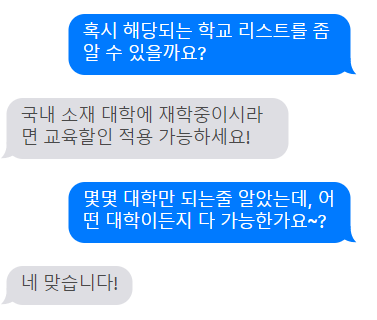 혹시 해당되는 학교 리스트를 좀
알 수 있을까요?
국내 소재 대학에 재학중이시라
면 교육할인 적용 가능하세요!
몇몇 대학만 되는줄 알았는데, 어
떤 대학이든지 다 가능한가요~?
네 맞습니다!